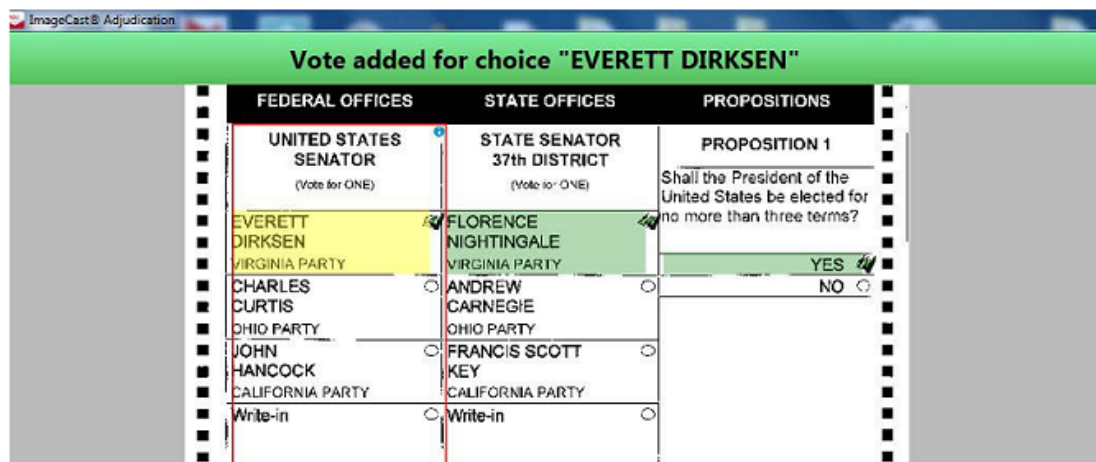 ImageCast® Adjudication
Vote added for choice "EVERETT DIRKSEN"
FEDERAL OFFICES
UNITED STATES
SENATOR
(Vote for ONE)
EVERETT
DIRKSEN
VIRGINIA PARTY
CHARLES
CURTIS
OHIO PARTY
JOHN
HANCOCK
CALIFORNIA PARTY
Write-in
STATE OFFICES
STATE SENATOR
37th DISTRICT
(Vote for ONE)
FLORENCE
NIGHTINGALE
VIRGINIA PARTY
ANDREW
CARNEGIE
OHIO PARTY
FRANCIS SCOTT
KEY
CALIFORNIA PARTY
Write-in
PROPOSITIONS
PROPOSITION 1
Shall the President of the
United States be elected for
no more than three terms?
YES
NO